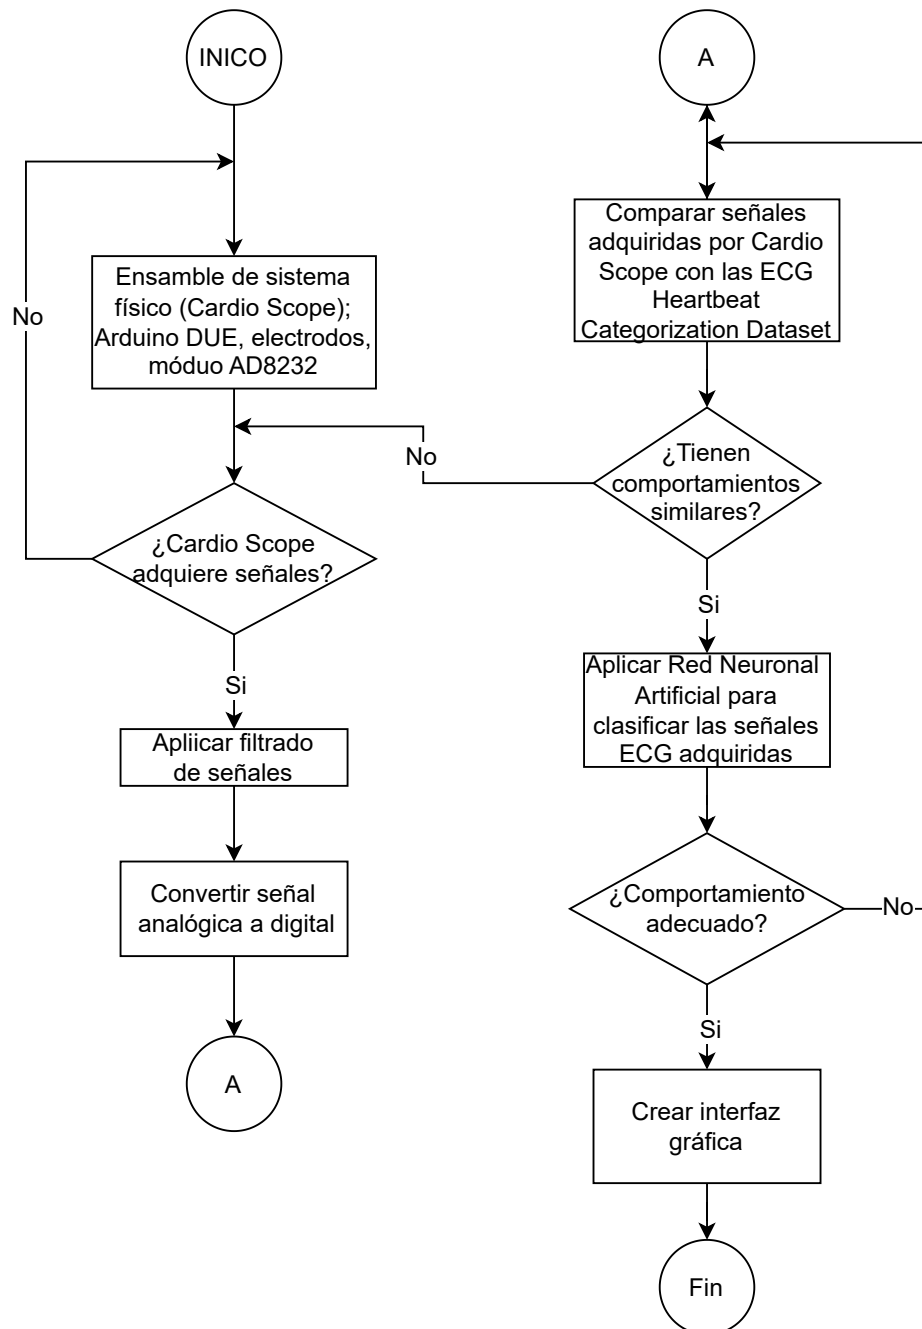 INICO
No
Ensamble de sistema
físico (Cardio Scope);
Arduino DUE, electrodos,
móduo AD8232
¿Cardio Scope
adquiere señales?
Si
Apliicar filtrado
de señales
Convertir señal
analógica a digital
A
A
Comparar señales
adquiridas por Cardio
Scope con las ECG
Heartbeat
Categorization Dataset
No
¿Tienen
comportamientos
similares?
Si
Aplicar Red Neuronal
Artificial para
clasificar las señales
ECG adquiridas
¿Comportamiento
adecuado?
No
Si
Crear interfaz
gráfica
Fin